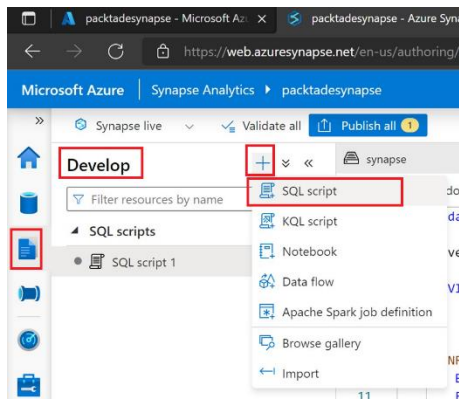 packtadesynapse - Microsoft Az
packtadesynapse - Azure Syna
https://web.azuresynapse.net/en-us/authoring/
Microsoft Azure
Synapse Analytics
packtadesynapse
Synapse live
Validate all
Publish all 1
Develop
synapse
Filter resources by name
SQL scripts
SQL script 1
SQL script
KQL script
Notebook
Data flow
Apache Spark job definition
Browse gallery
Import
11